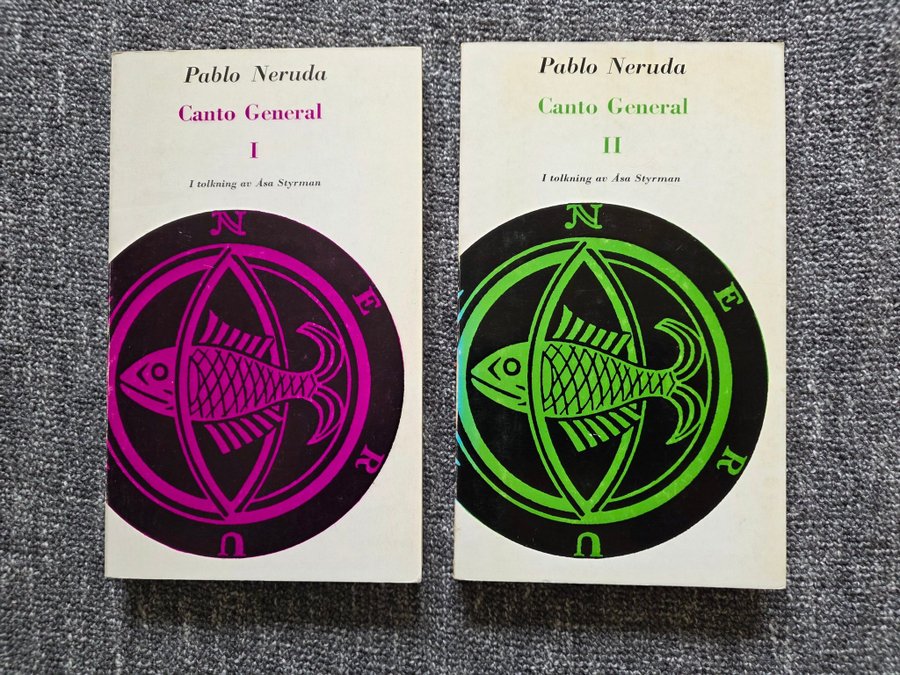 Pablo Neruda
Canto General
I
I tolkning av Åsa Styrman
N
E
R
U
Pablo Neruda
Canto General
II
I tolkning av Åsa Styrman
N
E
R
U